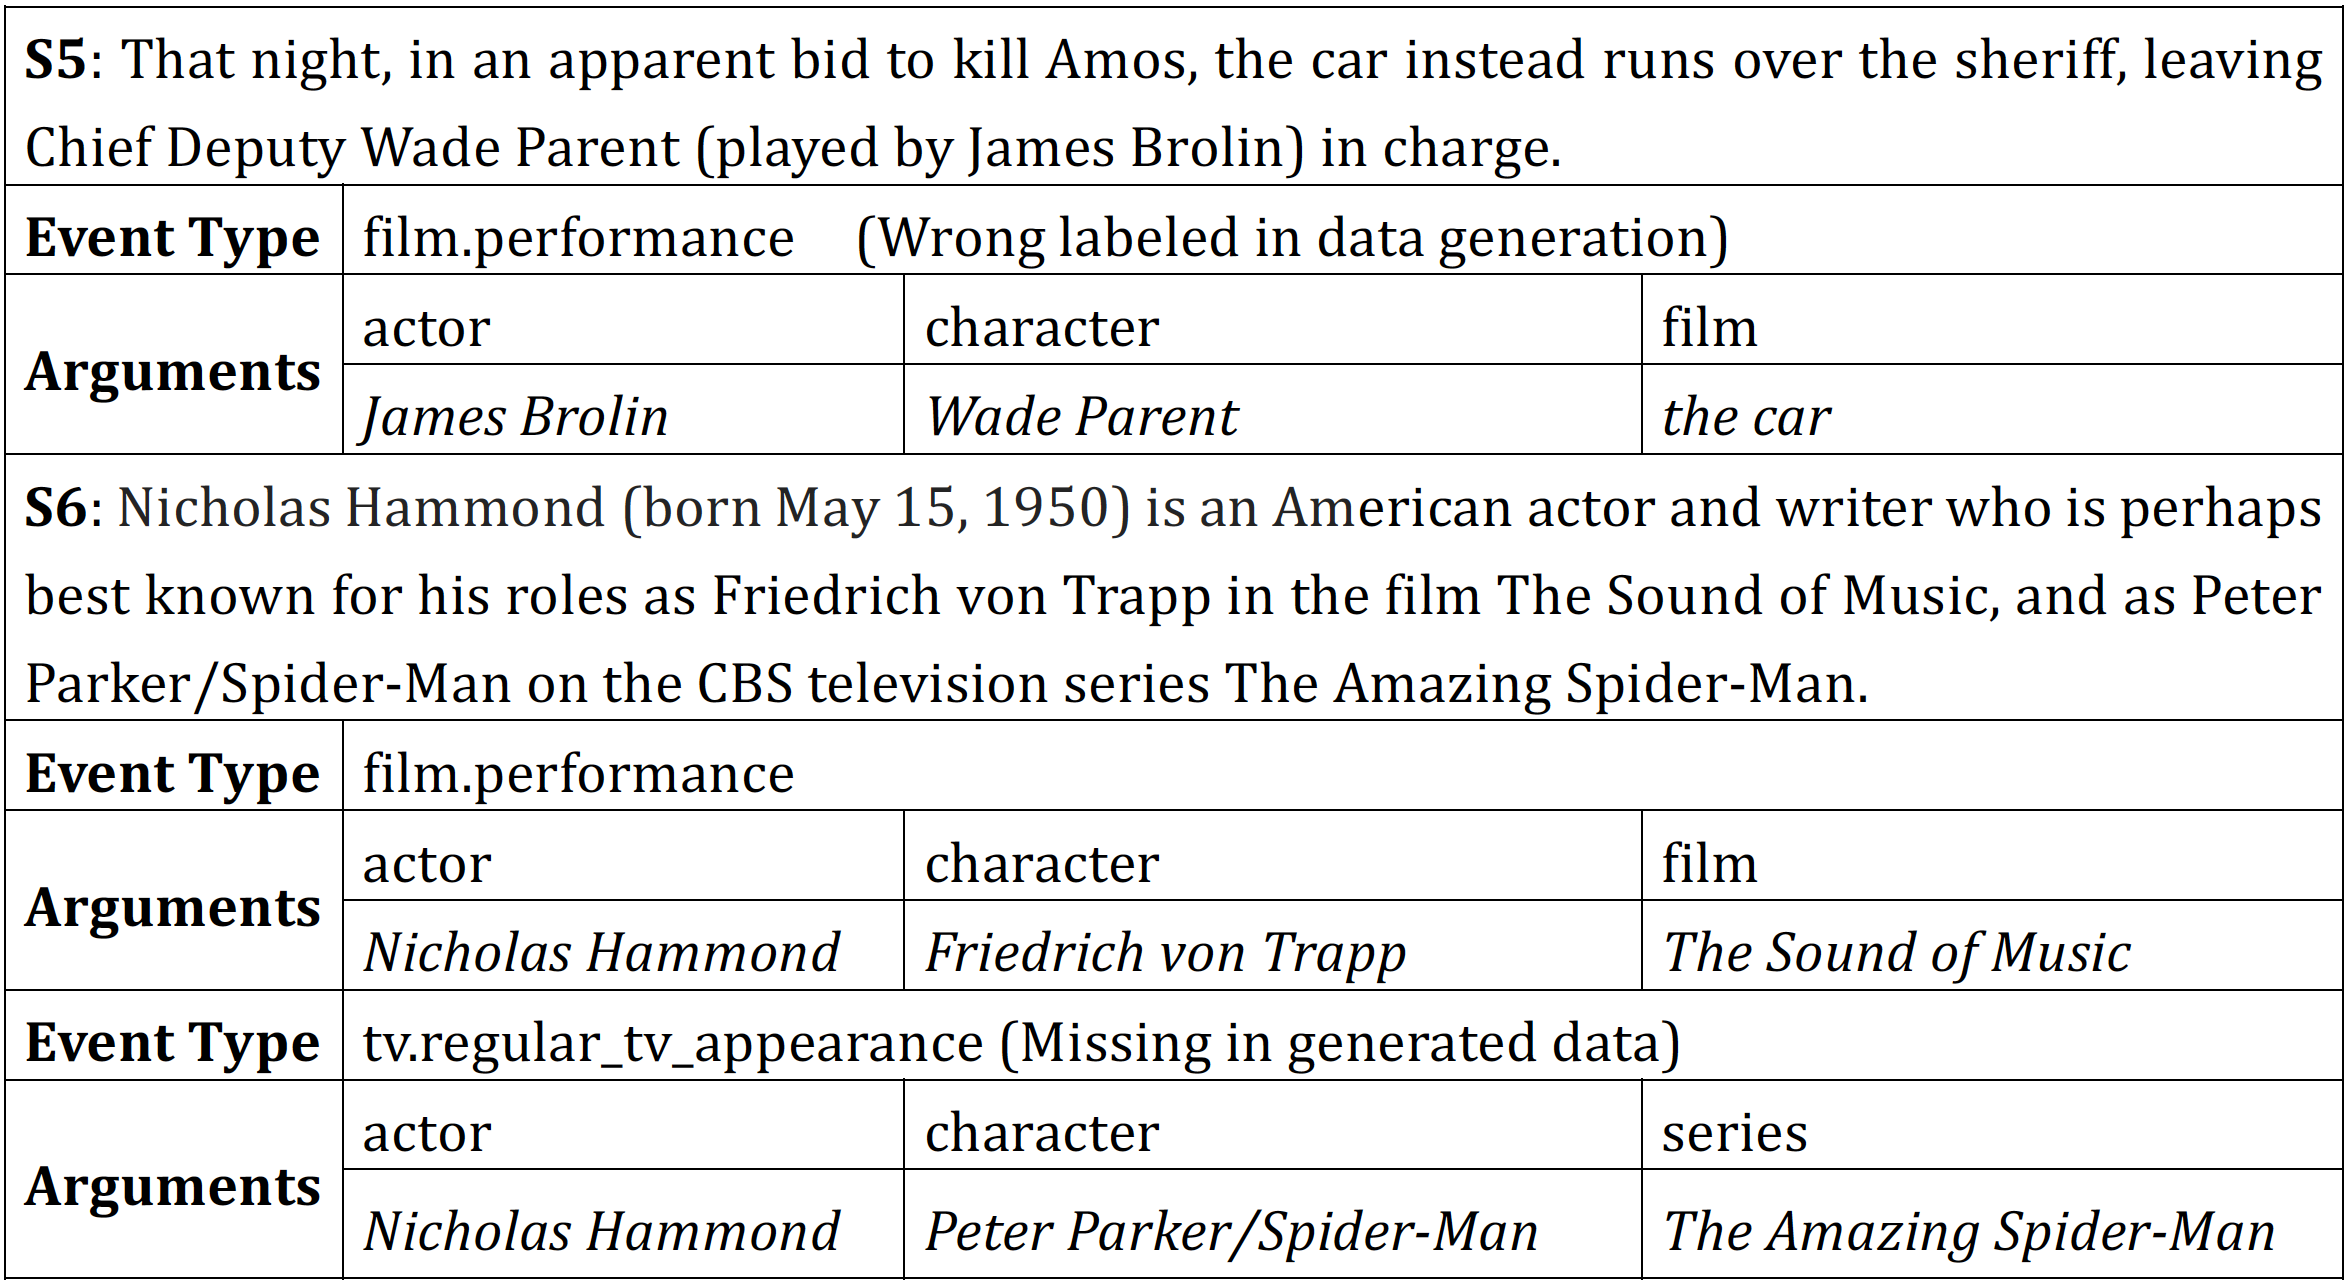 S5: That night, in an apparent bid to kill Amos, the car instead runs over the sheriff, leaving
Chief Deputy Wade Parent (played by James Brolin) in charge.
Event Type film.performance (Wrong labeled in data generation)
Arguments
actor character film
James Brolin Wade Parent the car
S6: Nicholas Hammond (born May 15, 1950) is an American actor and writer who is perhaps
best known for his roles as Friedrich von Trapp in the film The Sound of Music, and as Peter
Parker/Spider-Man on the CBS television series The Amazing Spider-Man.
Event Type film.performance
Arguments
actor character film
Nicholas Hammond Friedrich von Trapp The Sound of Music
Event Type tv.regular_tv_appearance (Missing in generated data)
Arguments
actor character series
Nicholas Hammond Peter Parker/Spider-Man The Amazing Spider-Man